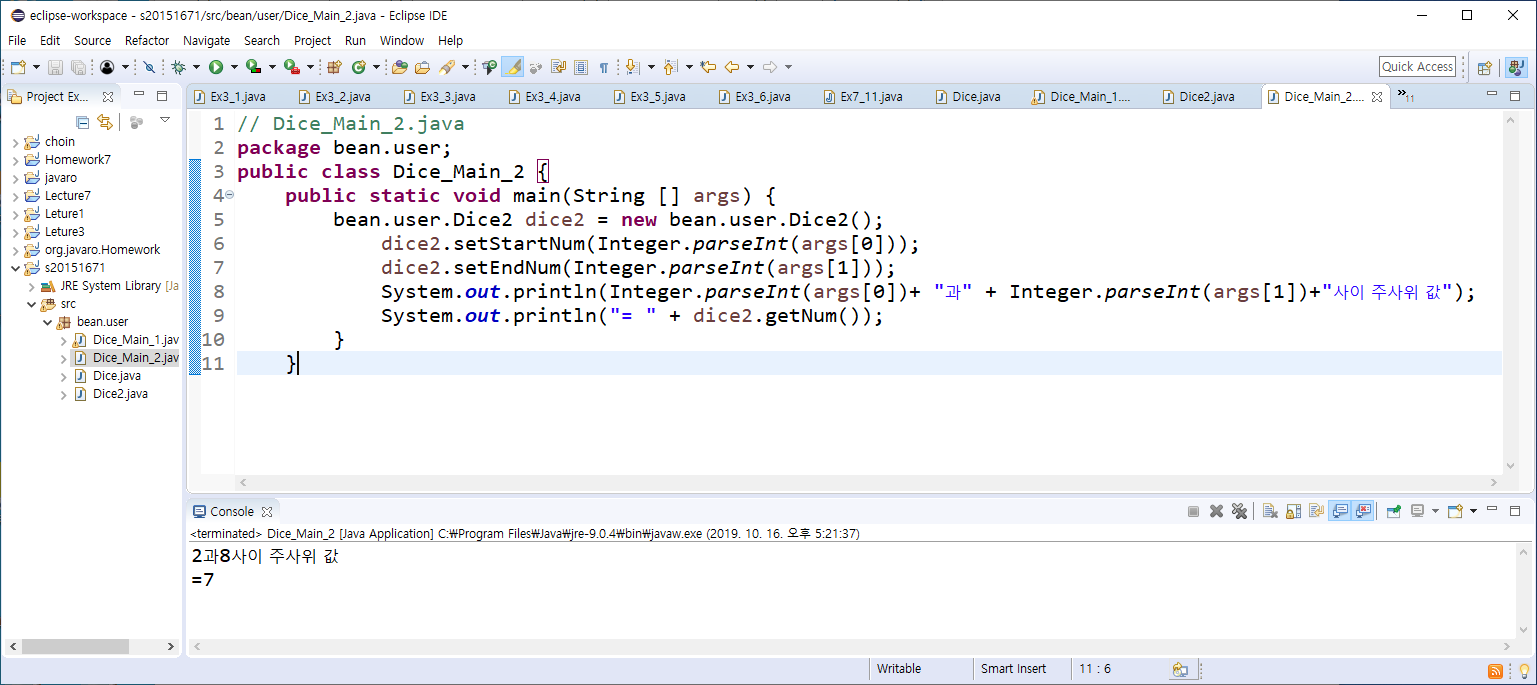 eclipse-workspace - s20151671/src/bean/user/Dice_Main_2.java - Eclipse IDE
File Edit Source Refactor Navigate Search Project Run Window Help
Quick Access
Project Ex...
choin
Homework7
javaro
Lecture7
Leture1
Leture3
org.javaro.Homework
s20151671
JRE System Library [Ja
src
bean.user
Dice_Main_1.jav
Dice_Main_2.jav
Dice.java
Dice2.java
Ex3_1.java Ex3_2.java Ex3_3.java Ex3_4.java Ex3_5.java Ex3_6.java Ex7_11.java Dice.java Dice_Main_1.... Dice2.java Dice_Main_2.... »11
1 // Dice_Main_2.java
2 package bean.user;
3 public class Dice_Main_2 {
4 public static void main(String [] args) {
5 bean.user.Dice2 dice2 = new bean.user.Dice2();
6 dice2.setStartNum(Integer.parseInt(args[0]));
7 dice2.setEndNum(Integer.parseInt(args[1]));
8 System.out.println(Integer.parseInt(args[0])+ "과" + Integer.parseInt(args[1])+"사이 주사위 값");
9 System.out.println("= " + dice2.getNum());
10 }
11 }
Console
<terminated> Dice_Main_2 [Java Application] C:₩Program Files₩Java₩jre-9.0.4₩bin₩javaw.exe (2019. 10. 16. 오후 5:21:37)
2과8사이 주사위 값
=7
Writable Smart Insert 11 : 6